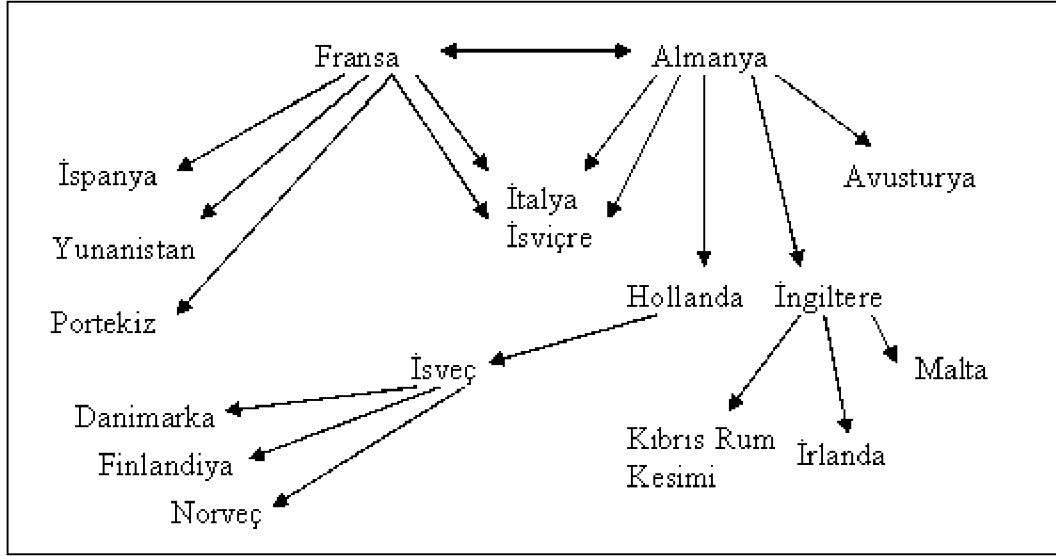 Fransa
Almanya
İspanya
Avusturya
İtalya
İsviçre
Yunanistan
Hollanda
İngiltere
Portekiz
İsveç
Malta
Danimarka
Kıbrıs Rum
Kesimi
İrlanda
Finlandiya
Norveç